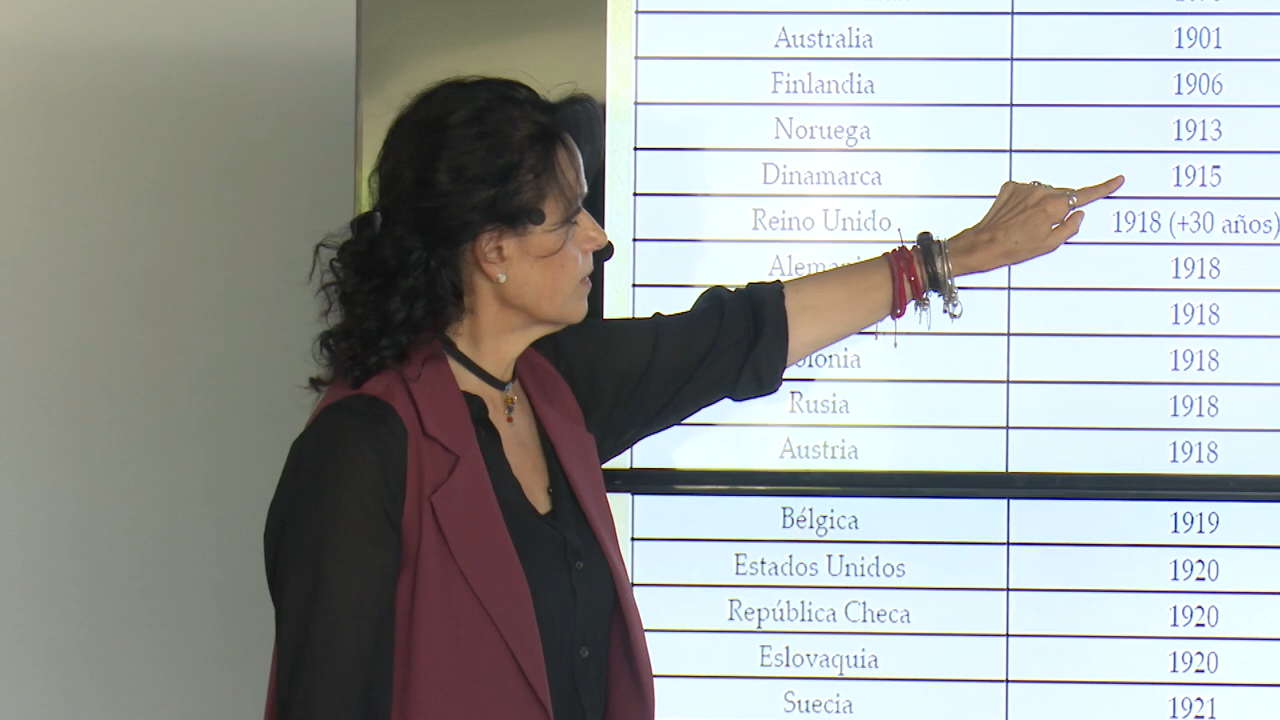 Australia 1901
Finlandia 1906
Noruega 1913
Dinamarca 1915
Reino Unido 1918 (+30 años)
1918
1918
1918
Rusia 1918
Austria 1918
Bélgica 1919
Estados Unidos 1920
República Checa 1920
Eslovaquia 1920
Suecia 1921